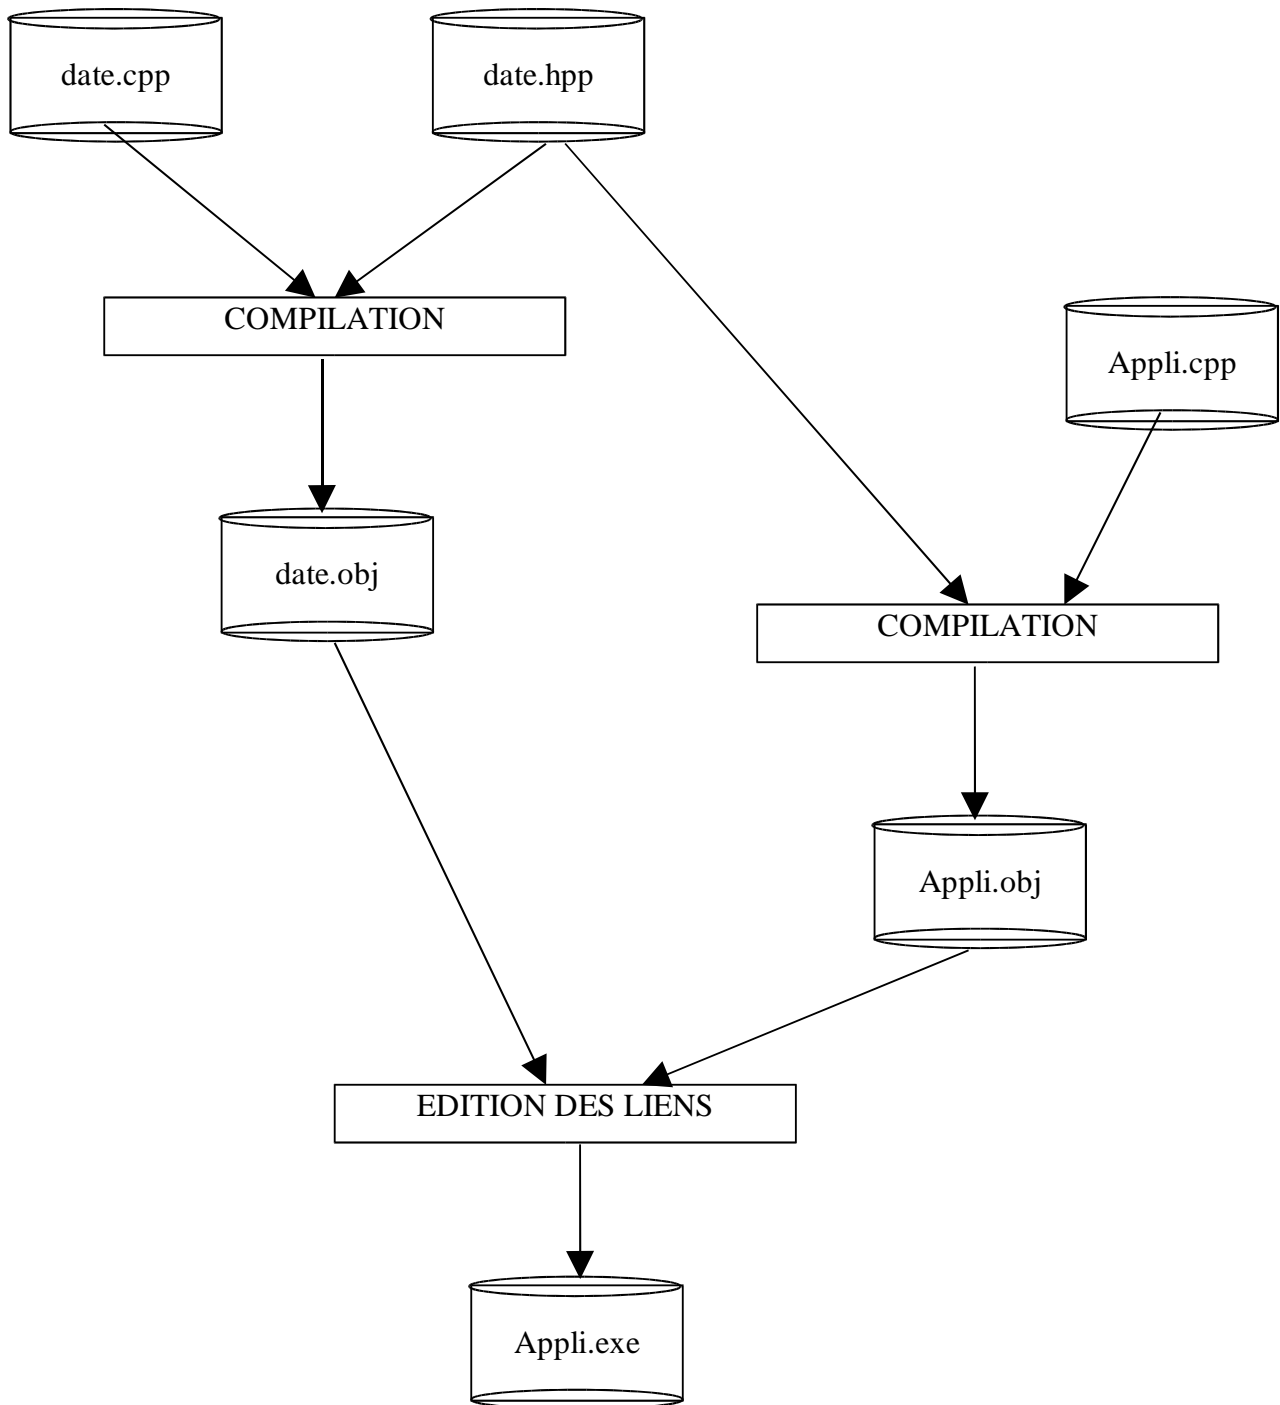 date.cpp
date.hpp
COMPILATION
Appli.cpp
date.obj
COMPILATION
Appli.obj
EDITION DES LIENS
Appli.exe